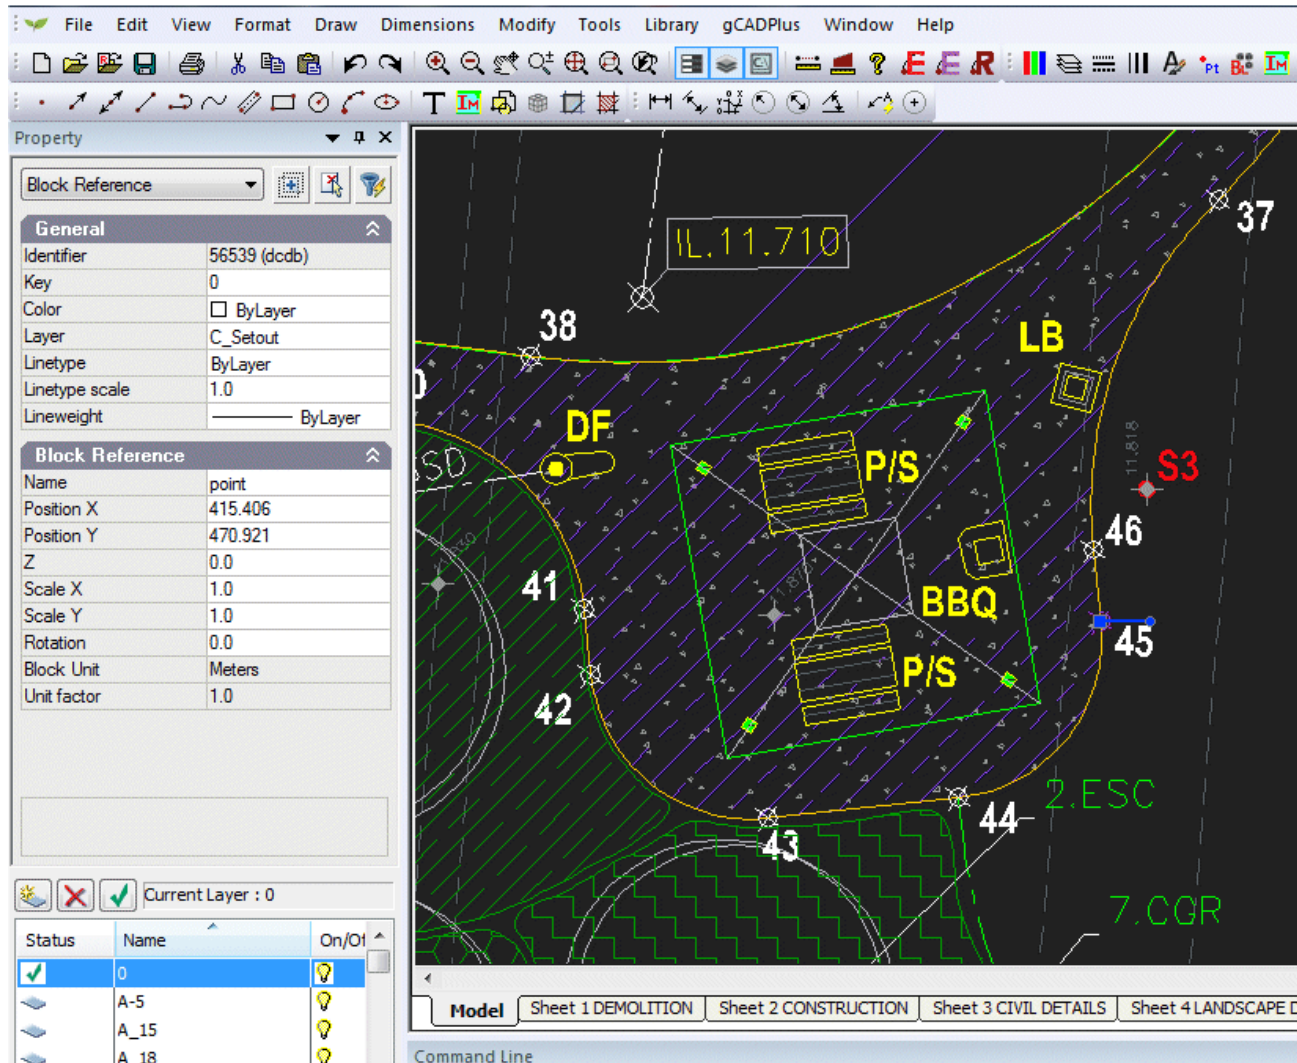 File Edit View Format Draw Dimensions Modify Tools Library gCADPlus Window Help
Property
Block Reference
General
Identifier 56539 (dcdb)
Key 0
Color ByLayer
Layer C_Setout
Linetype ByLayer
Linetype scale 1.0
Lineweight ByLayer
Block Reference
Name point
Position X 415.406
Position Y 470.921
Z 0.0
Scale X 1.0
Scale Y 1.0
Rotation 0.0
Block Unit Meters
Unit factor 1.0
Current Layer : 0
Status Name On/Of
0
A-5
A_15
A_18
37
IL.11.710
38
LB
DF
P/S
11.818
S3
46
41
BBQ
45
P/S
42
2.ESC
44
43
7.CGR
Model Sheet 1 DEMOLITION Sheet 2 CONSTRUCTION Sheet 3 CIVIL DETAILS Sheet 4 LANDSCAPE D
Command Line